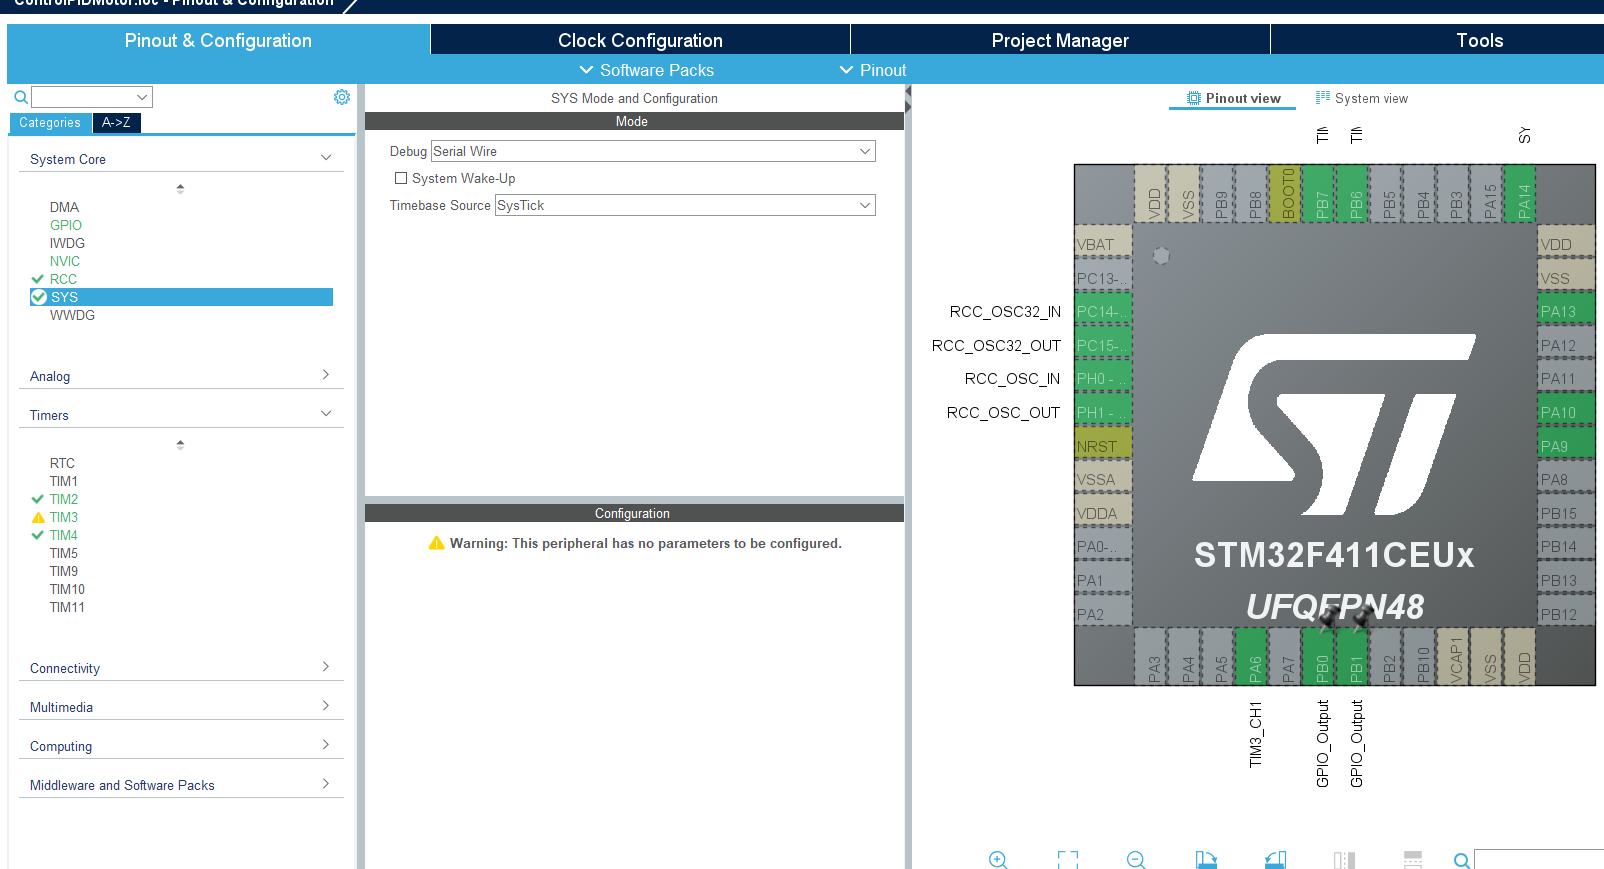 ControlPIDMotor.ioc - Pinout & Configuration
Pinout & Configuration
Clock Configuration
Project Manager
Tools
Software Packs
Pinout
Categories
A->Z
System Core
DMA
GPIO
IWDG
NVIC
RCC
SYS
WWDG
Analog
Timers
RTC
TIM1
TIM2
TIM3
TIM4
TIM5
TIM9
TIM10
TIM11
Connectivity
Multimedia
Computing
Middleware and Software Packs
SYS Mode and Configuration
Mode
Debug Serial Wire
System Wake-Up
Timebase Source SysTick
Configuration
Warning: This peripheral has no parameters to be configured.
Pinout view
System view
TIM
TIM
SY
VDD
VSS
PB9
PB8
BOOT0
PB7
PB6
PB5
PB4
PB3
PA15
PA14
VBAT
PC13-..
RCC_OSC32_IN
PC14-..
RCC_OSC32_OUT
PC15-..
RCC_OSC_IN
PH0 - ..
RCC_OSC_OUT
PH1 - ..
NRST
VSSA
VDDA
PA0-..
PA1
PA2
VDD
VSS
PA13
PA12
PA11
PA10
PA9
PA8
PB15
PB14
PB13
PB12
STM32F411CEUx
UFQFPN48
PA3
PA4
PA5
PA6
PA7
PB0
PB1
PB2
PB10
VCAP1
VSS
VDD
TIM3_CH1
GPIO_Output
GPIO_Output